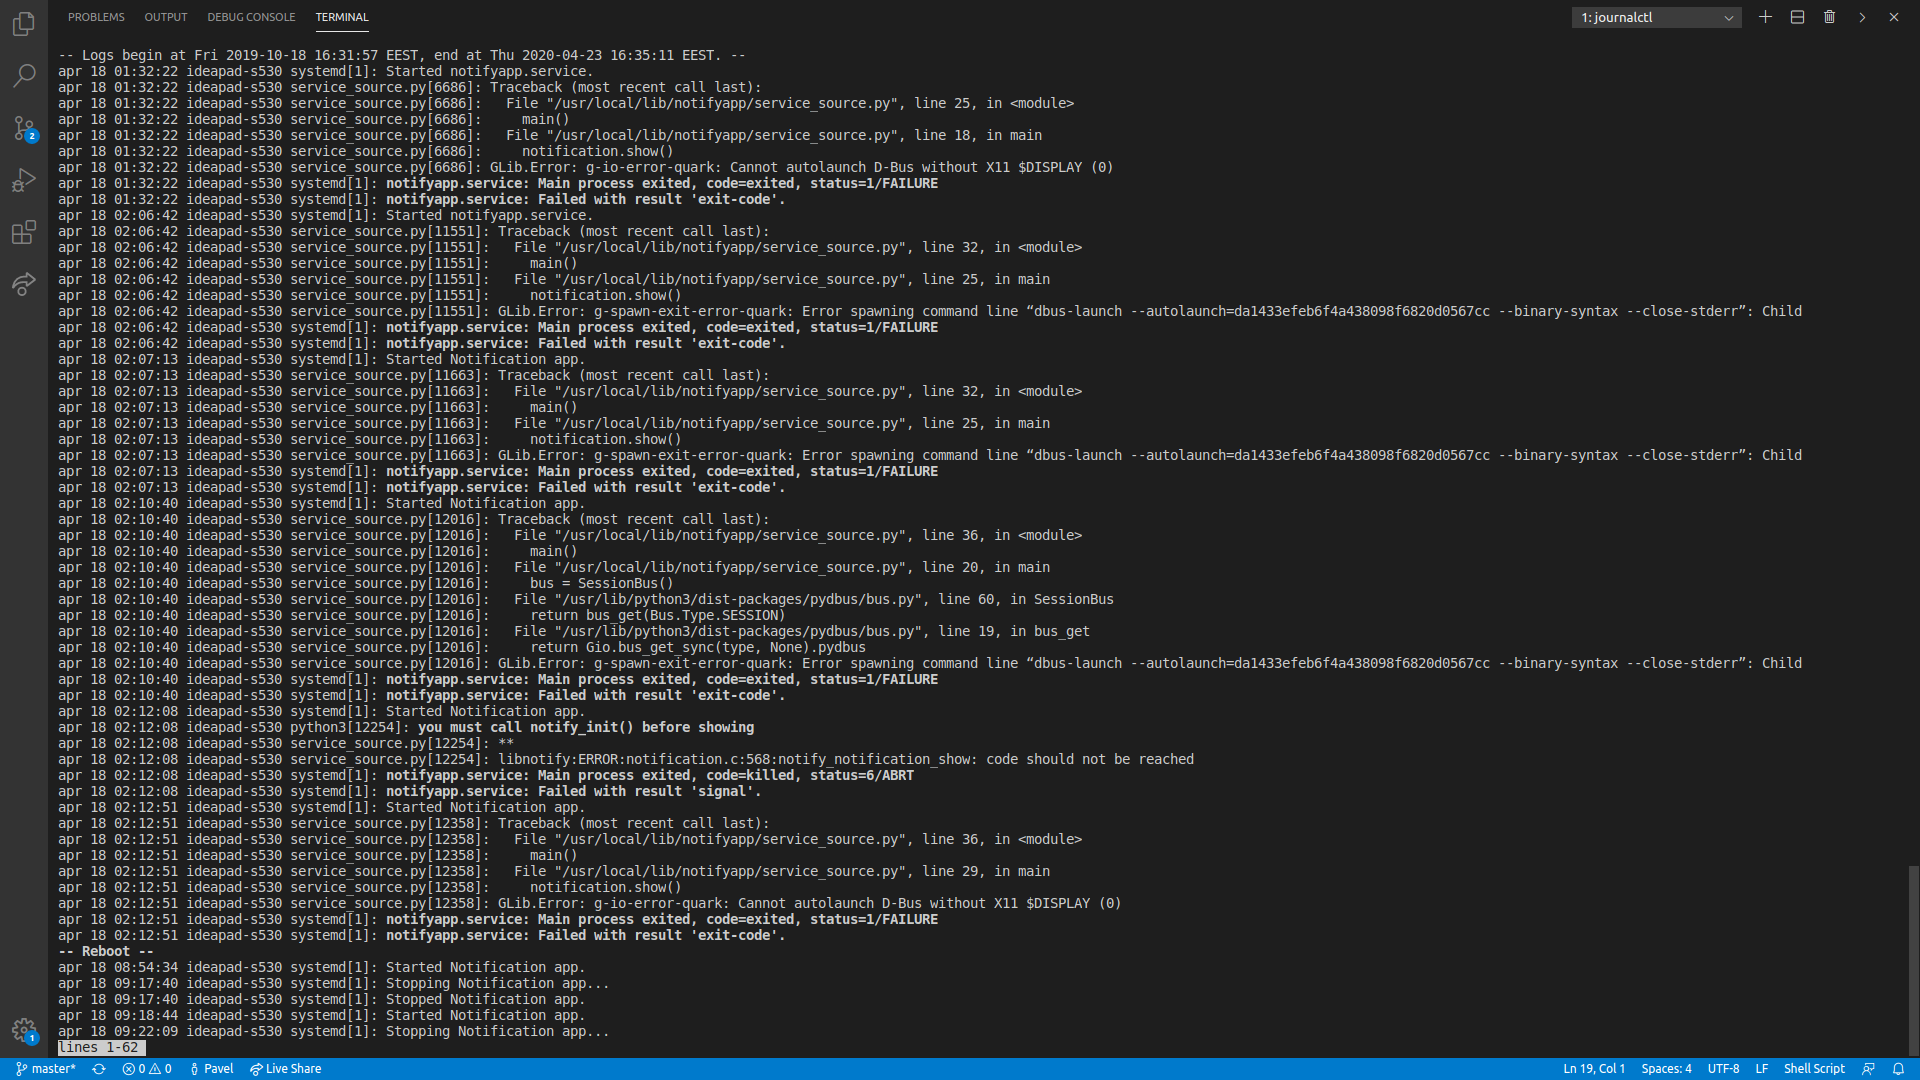 PROBLEMS OUTPUT DEBUG CONSOLE TERMINAL 1: journalctl
-- Logs begin at Fri 2019-10-18 16:31:57 EEST, end at Thu 2020-04-23 16:35:11 EEST. --
apr 18 01:32:22 ideapad-s530 systemd[1]: Started notifyapp.service.
apr 18 01:32:22 ideapad-s530 service_source.py[6686]: Traceback (most recent call last):
apr 18 01:32:22 ideapad-s530 service_source.py[6686]:   File "/usr/local/lib/notifyapp/service_source.py", line 25, in <module>
apr 18 01:32:22 ideapad-s530 service_source.py[6686]:     main()
apr 18 01:32:22 ideapad-s530 service_source.py[6686]:   File "/usr/local/lib/notifyapp/service_source.py", line 18, in main
apr 18 01:32:22 ideapad-s530 service_source.py[6686]:     notification.show()
apr 18 01:32:22 ideapad-s530 service_source.py[6686]: GLib.Error: g-io-error-quark: Cannot autolaunch D-Bus without X11 $DISPLAY (0)
apr 18 01:32:22 ideapad-s530 systemd[1]: notifyapp.service: Main process exited, code=exited, status=1/FAILURE
apr 18 01:32:22 ideapad-s530 systemd[1]: notifyapp.service: Failed with result 'exit-code'.
apr 18 02:06:42 ideapad-s530 systemd[1]: Started notifyapp.service.
apr 18 02:06:42 ideapad-s530 service_source.py[11551]: Traceback (most recent call last):
apr 18 02:06:42 ideapad-s530 service_source.py[11551]:   File "/usr/local/lib/notifyapp/service_source.py", line 32, in <module>
apr 18 02:06:42 ideapad-s530 service_source.py[11551]:     main()
apr 18 02:06:42 ideapad-s530 service_source.py[11551]:   File "/usr/local/lib/notifyapp/service_source.py", line 25, in main
apr 18 02:06:42 ideapad-s530 service_source.py[11551]:     notification.show()
apr 18 02:06:42 ideapad-s530 service_source.py[11551]: GLib.Error: g-spawn-exit-error-quark: Error spawning command line “dbus-launch --autolaunch=da1433efeb6f4a438098f6820d0567cc --binary-syntax --close-stderr”: Child
apr 18 02:06:42 ideapad-s530 systemd[1]: notifyapp.service: Main process exited, code=exited, status=1/FAILURE
apr 18 02:06:42 ideapad-s530 systemd[1]: notifyapp.service: Failed with result 'exit-code'.
apr 18 02:07:13 ideapad-s530 systemd[1]: Started Notification app.
apr 18 02:07:13 ideapad-s530 service_source.py[11663]: Traceback (most recent call last):
apr 18 02:07:13 ideapad-s530 service_source.py[11663]:   File "/usr/local/lib/notifyapp/service_source.py", line 32, in <module>
apr 18 02:07:13 ideapad-s530 service_source.py[11663]:     main()
apr 18 02:07:13 ideapad-s530 service_source.py[11663]:   File "/usr/local/lib/notifyapp/service_source.py", line 25, in main
apr 18 02:07:13 ideapad-s530 service_source.py[11663]:     notification.show()
apr 18 02:07:13 ideapad-s530 service_source.py[11663]: GLib.Error: g-spawn-exit-error-quark: Error spawning command line “dbus-launch --autolaunch=da1433efeb6f4a438098f6820d0567cc --binary-syntax --close-stderr”: Child
apr 18 02:07:13 ideapad-s530 systemd[1]: notifyapp.service: Main process exited, code=exited, status=1/FAILURE
apr 18 02:07:13 ideapad-s530 systemd[1]: notifyapp.service: Failed with result 'exit-code'.
apr 18 02:10:40 ideapad-s530 systemd[1]: Started Notification app.
apr 18 02:10:40 ideapad-s530 service_source.py[12016]: Traceback (most recent call last):
apr 18 02:10:40 ideapad-s530 service_source.py[12016]:   File "/usr/local/lib/notifyapp/service_source.py", line 36, in <module>
apr 18 02:10:40 ideapad-s530 service_source.py[12016]:     main()
apr 18 02:10:40 ideapad-s530 service_source.py[12016]:   File "/usr/local/lib/notifyapp/service_source.py", line 20, in main
apr 18 02:10:40 ideapad-s530 service_source.py[12016]:     bus = SessionBus()
apr 18 02:10:40 ideapad-s530 service_source.py[12016]:   File "/usr/lib/python3/dist-packages/pydbus/bus.py", line 60, in SessionBus
apr 18 02:10:40 ideapad-s530 service_source.py[12016]:     return bus_get(Bus.Type.SESSION)
apr 18 02:10:40 ideapad-s530 service_source.py[12016]:   File "/usr/lib/python3/dist-packages/pydbus/bus.py", line 19, in bus_get
apr 18 02:10:40 ideapad-s530 service_source.py[12016]:     return Gio.bus_get_sync(type, None).pydbus
apr 18 02:10:40 ideapad-s530 service_source.py[12016]: GLib.Error: g-spawn-exit-error-quark: Error spawning command line “dbus-launch --autolaunch=da1433efeb6f4a438098f6820d0567cc --binary-syntax --close-stderr”: Child
apr 18 02:10:40 ideapad-s530 systemd[1]: notifyapp.service: Main process exited, code=exited, status=1/FAILURE
apr 18 02:10:40 ideapad-s530 systemd[1]: notifyapp.service: Failed with result 'exit-code'.
apr 18 02:12:08 ideapad-s530 systemd[1]: Started Notification app.
apr 18 02:12:08 ideapad-s530 python3[12254]: you must call notify_init() before showing
apr 18 02:12:08 ideapad-s530 service_source.py[12254]: **
apr 18 02:12:08 ideapad-s530 service_source.py[12254]: libnotify:ERROR:notification.c:568:notify_notification_show: code should not be reached
apr 18 02:12:08 ideapad-s530 systemd[1]: notifyapp.service: Main process exited, code=killed, status=6/ABRT
apr 18 02:12:08 ideapad-s530 systemd[1]: notifyapp.service: Failed with result 'signal'.
apr 18 02:12:51 ideapad-s530 systemd[1]: Started Notification app.
apr 18 02:12:51 ideapad-s530 service_source.py[12358]: Traceback (most recent call last):
apr 18 02:12:51 ideapad-s530 service_source.py[12358]:   File "/usr/local/lib/notifyapp/service_source.py", line 36, in <module>
apr 18 02:12:51 ideapad-s530 service_source.py[12358]:     main()
apr 18 02:12:51 ideapad-s530 service_source.py[12358]:   File "/usr/local/lib/notifyapp/service_source.py", line 29, in main
apr 18 02:12:51 ideapad-s530 service_source.py[12358]:     notification.show()
apr 18 02:12:51 ideapad-s530 service_source.py[12358]: GLib.Error: g-io-error-quark: Cannot autolaunch D-Bus without X11 $DISPLAY (0)
apr 18 02:12:51 ideapad-s530 systemd[1]: notifyapp.service: Main process exited, code=exited, status=1/FAILURE
apr 18 02:12:51 ideapad-s530 systemd[1]: notifyapp.service: Failed with result 'exit-code'.
-- Reboot --
apr 18 08:54:34 ideapad-s530 systemd[1]: Started Notification app.
apr 18 09:17:40 ideapad-s530 systemd[1]: Stopping Notification app...
apr 18 09:17:40 ideapad-s530 systemd[1]: Stopped Notification app.
apr 18 09:18:44 ideapad-s530 systemd[1]: Started Notification app.
apr 18 09:22:09 ideapad-s530 systemd[1]: Stopping Notification app...
lines 1-62
2
1
master* 0 0 Pavel Live Share Ln 19, Col 1 Spaces: 4 UTF-8 LF Shell Script